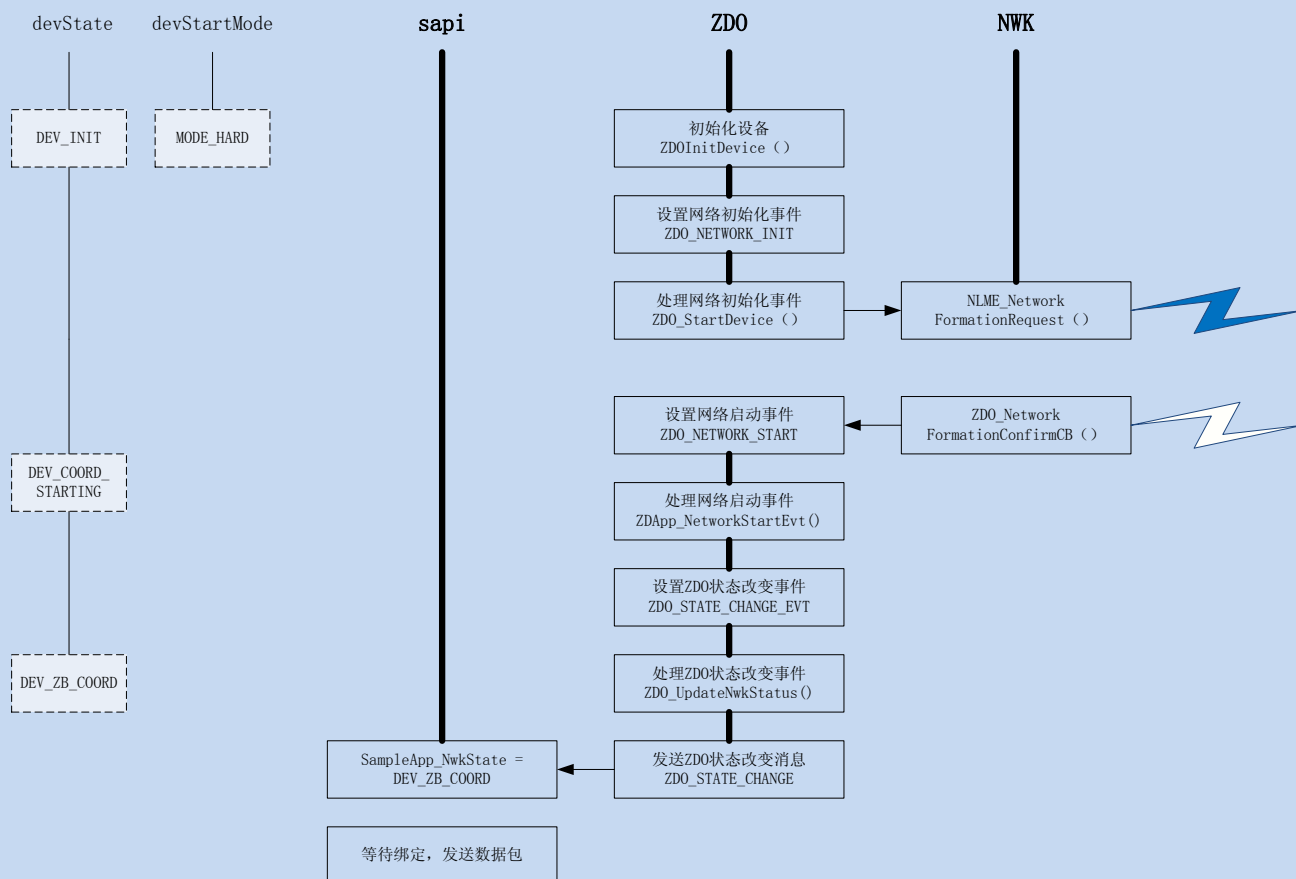 devState
devStartMode
sapi
ZDO
NWK
DEV_INIT
MODE_HARD
初始化设备
ZDOInitDevice（）
设置网络初始化事件
ZDO_NETWORK_INIT
处理网络初始化事件
ZDO_StartDevice（）
NLME_Network
FormationRequest（）
设置网络启动事件
ZDO_NETWORK_START
ZDO_Network
FormationConfirmCB（）
DEV_COORD_
STARTING
处理网络启动事件
ZDApp_NetworkStartEvt()
设置ZDO状态改变事件
ZDO_STATE_CHANGE_EVT
DEV_ZB_COORD
处理ZDO状态改变事件
ZDO_UpdateNwkStatus()
SampleApp_NwkState =
DEV_ZB_COORD
发送ZDO状态改变消息
ZDO_STATE_CHANGE
等待绑定，发送数据包